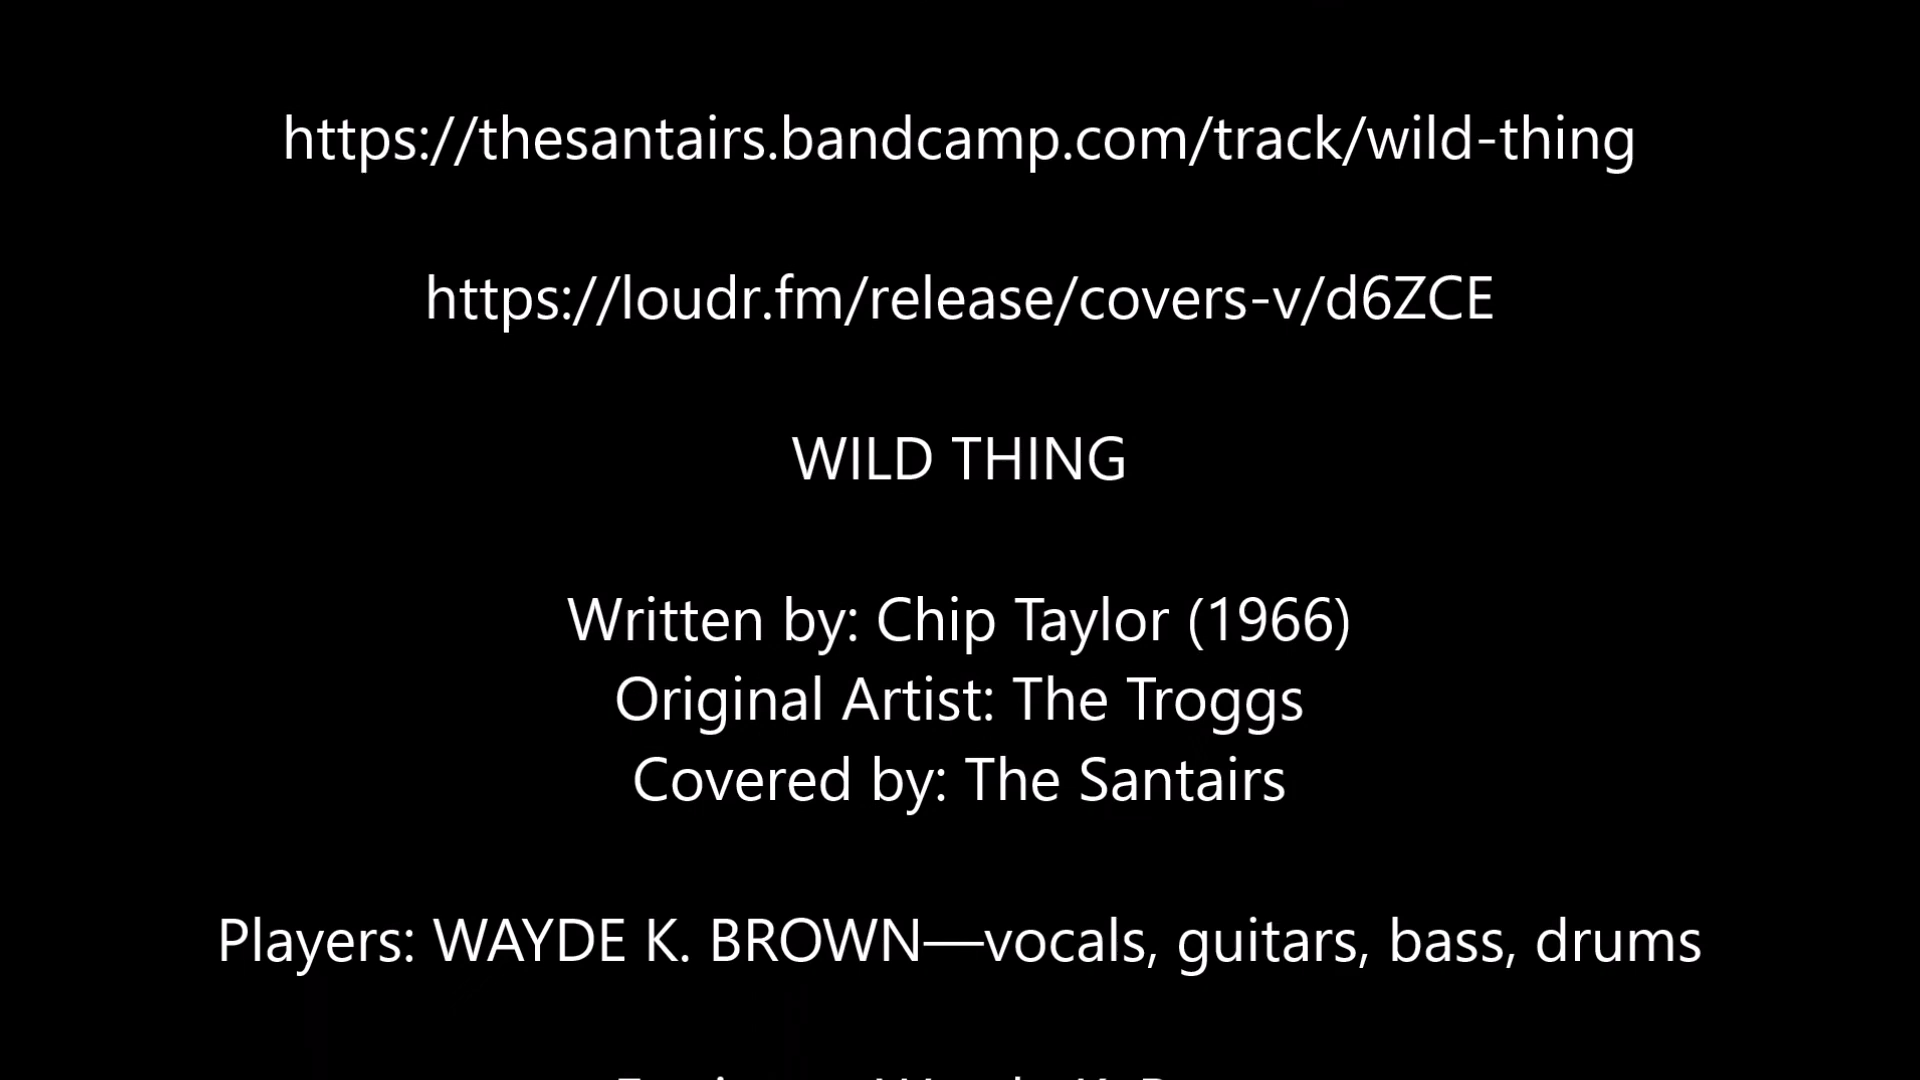 https://thesantairs.bandcamp.com/track/wild-thing
https://loudr.fm/release/covers-v/d6ZCE
WILD THING
Written by: Chip Taylor (1966)
Original Artist: The Troggs
Covered by: The Santairs
Players: WAYDE K. BROWN—vocals, guitars, bass, drums